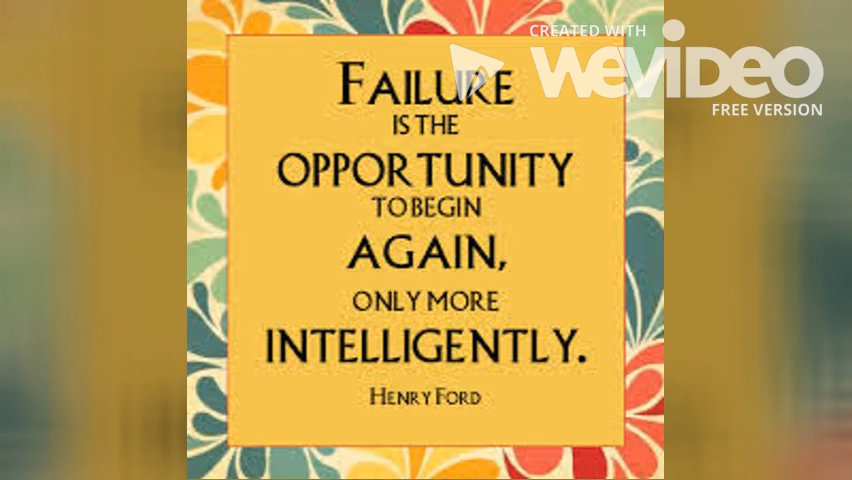 CREATED WITH
WEVIDEO
FREE VERSION
FAILURE
IS THE
OPPORTUNITY
TO BEGIN
AGAIN,
ONLY MORE
INTELLIGENTLY.
HENRY FORD